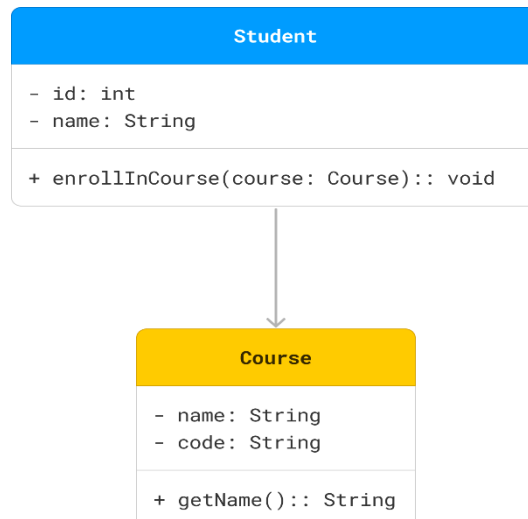 Student
- id: int
- name: String
+ enrollInCourse(course: Course):: void
Course
- name: String
- code: String
+ getName():: String